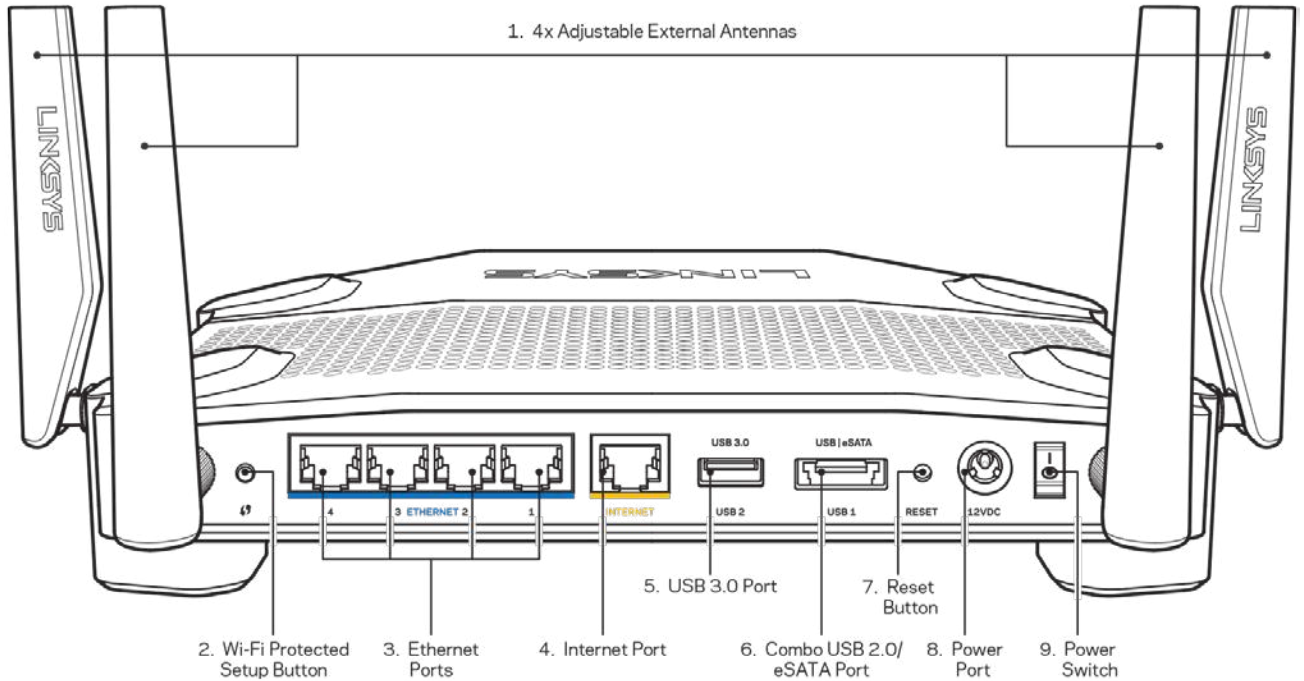 1. 4x Adjustable External Antennas
LINKSYS
LINKSYS
LINKSYS
USB 3.0
USB | eSATA
4
3
ETHERNET
2
1
INTERNET
USB 2
USB 1
RESET
12VDC
5. USB 3.0 Port
7. Reset
Button
2. Wi-Fi Protected
Setup Button
3. Ethernet
Ports
4. Internet Port
6. Combo USB 2.0/
eSATA Port
8. Power
Port
9. Power
Switch